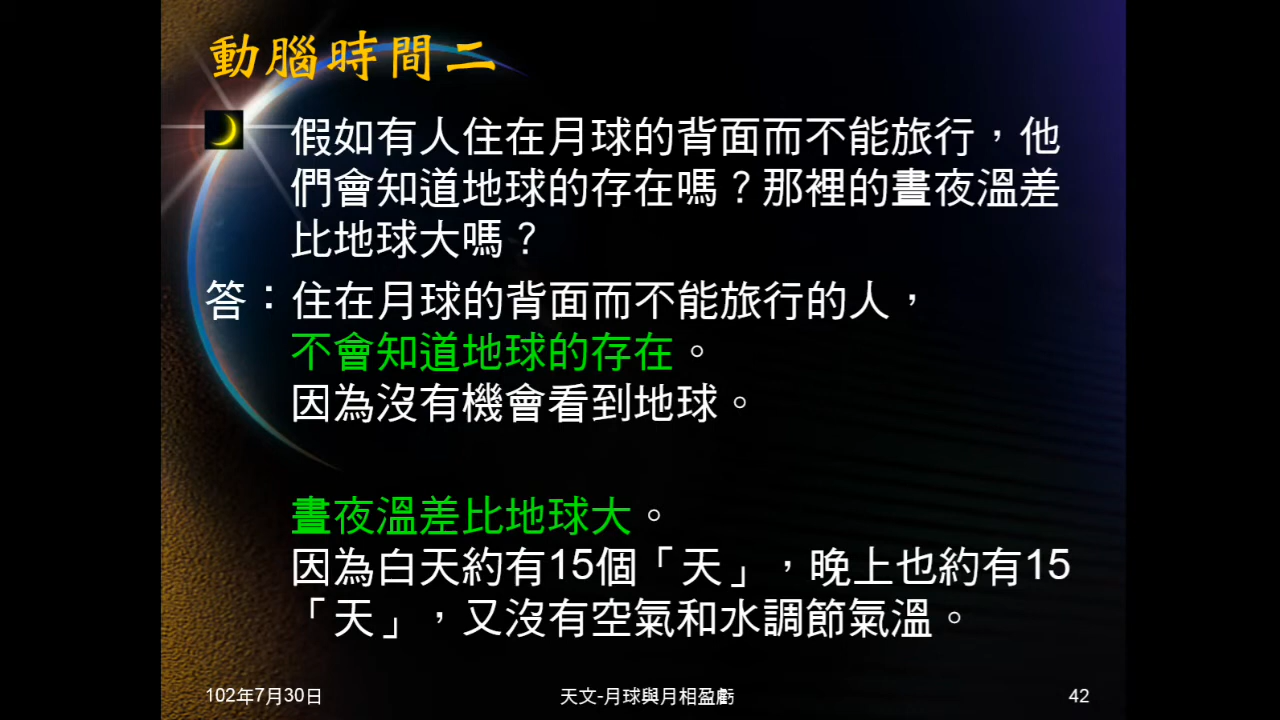 動腦時間二
假如有人住在月球的背面而不能旅行，他
們會知道地球的存在嗎？那裡的晝夜溫差
比地球大嗎？
答：住在月球的背面而不能旅行的人，
不會知道地球的存在。
因為沒有機會看到地球。
晝夜溫差比地球大。
因為白天約有15個「天」，晚上也約有15
「天」，又沒有空氣和水調節氣溫。
102年7月30日
天文-月球與月相盈虧
42